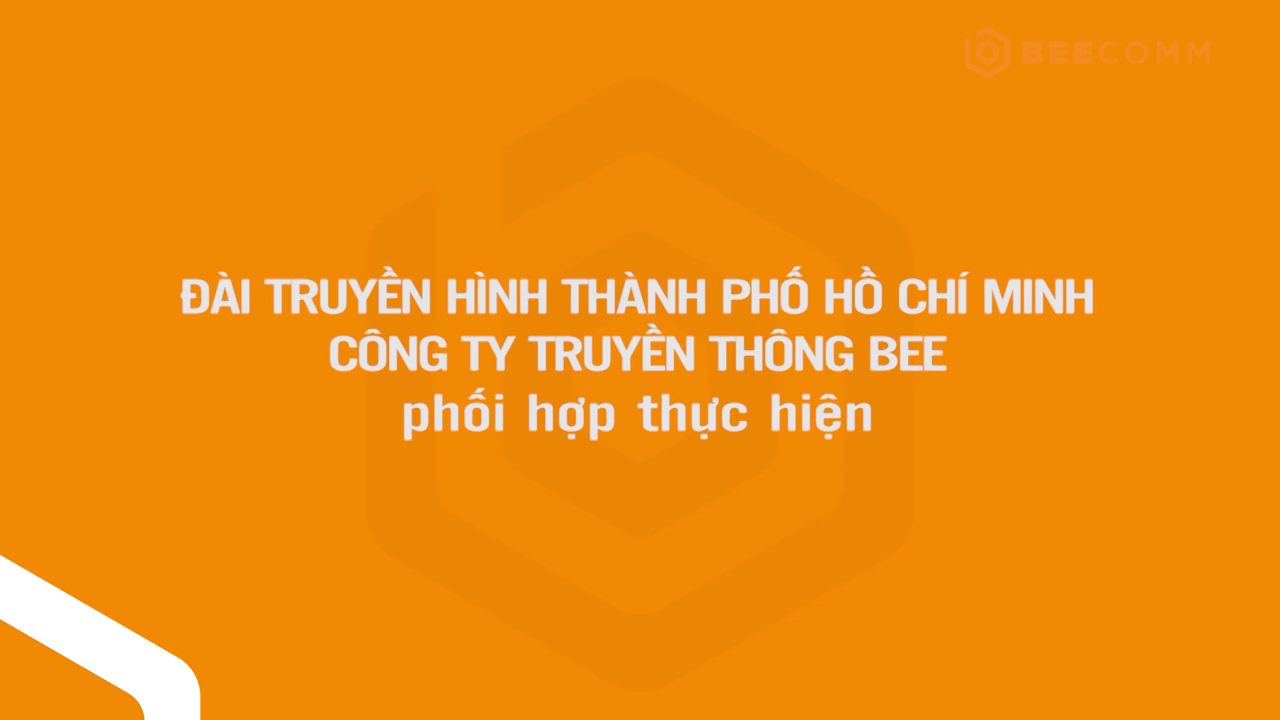 BEECOMM
ĐÀI TRUYỀN HÌNH THÀNH PHỐ HỒ CHÍ MINH
CÔNG TY TRUYỀN THÔNG BEE
phối hợp thực hiện